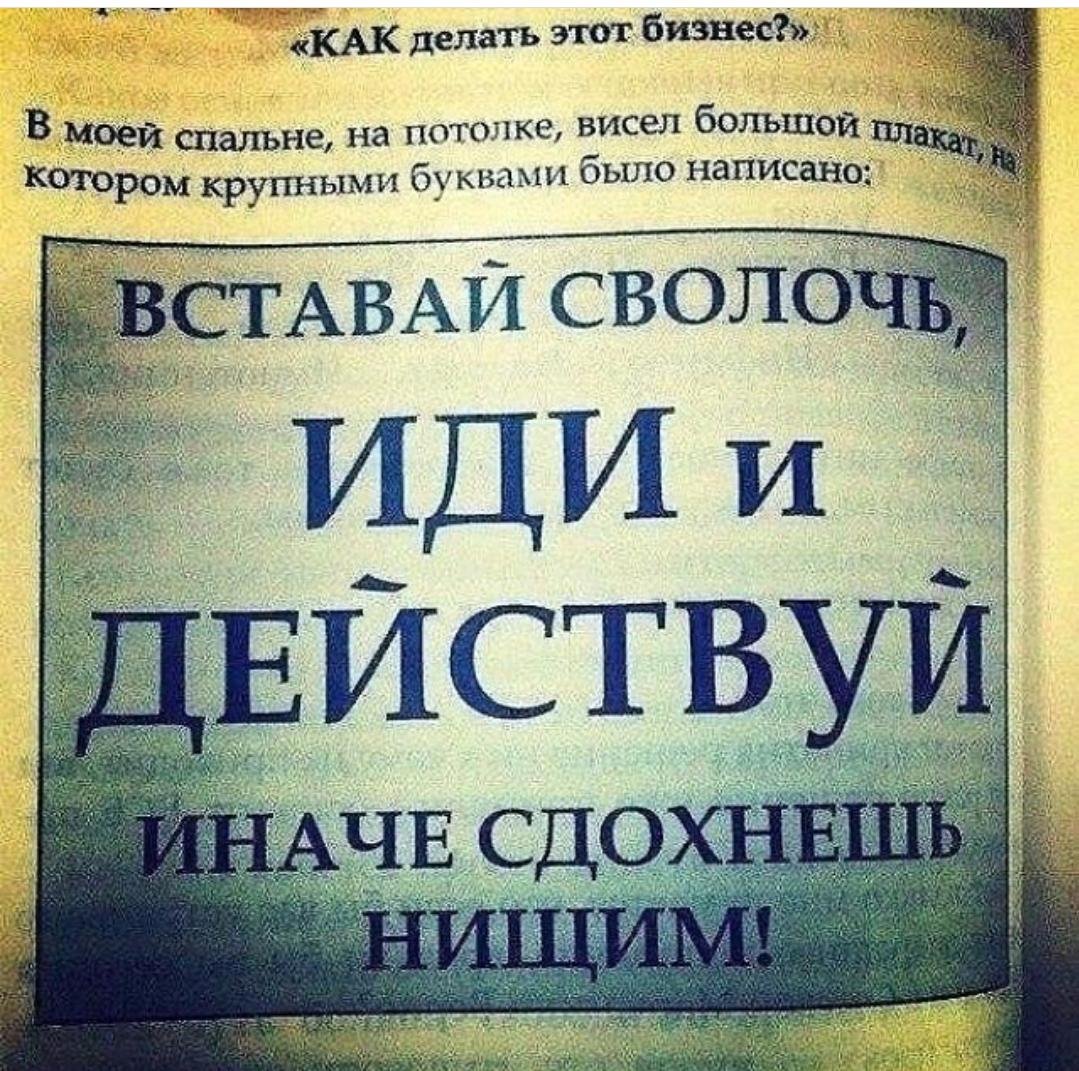 «КАК делать этот бизнес?»
В моей спальне, на потолке, висел большой плакат, на
котором крупными буквами было написано:
ВСТАВАЙ СВОЛОЧЬ,
ИДИ и
ДЕЙСТВУЙ
ИНАЧЕ СДОХНЕШЬ
НИЩИМ!